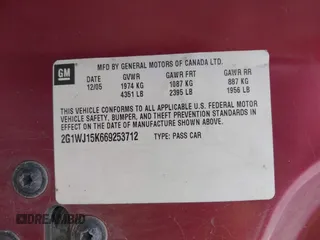 GM
MFD BY GENERAL MOTORS OF CANADA LTD.
DATE GVWR GAWR FRT GAWR RR
12/05 1974 KG 1087 KG 887 KG
4351 LB 2395 LB 1956 LB
THIS VEHICLE CONFORMS TO ALL APPLICABLE U.S. FEDERAL MOTOR
VEHICLE SAFETY, BUMPER, AND THEFT PREVENTION STANDARDS IN
EFFECT ON THE DATE OF MANUFACTURE SHOWN ABOVE.
2G1WJ15K669253712 TYPE: PASS CAR
DREAMBID